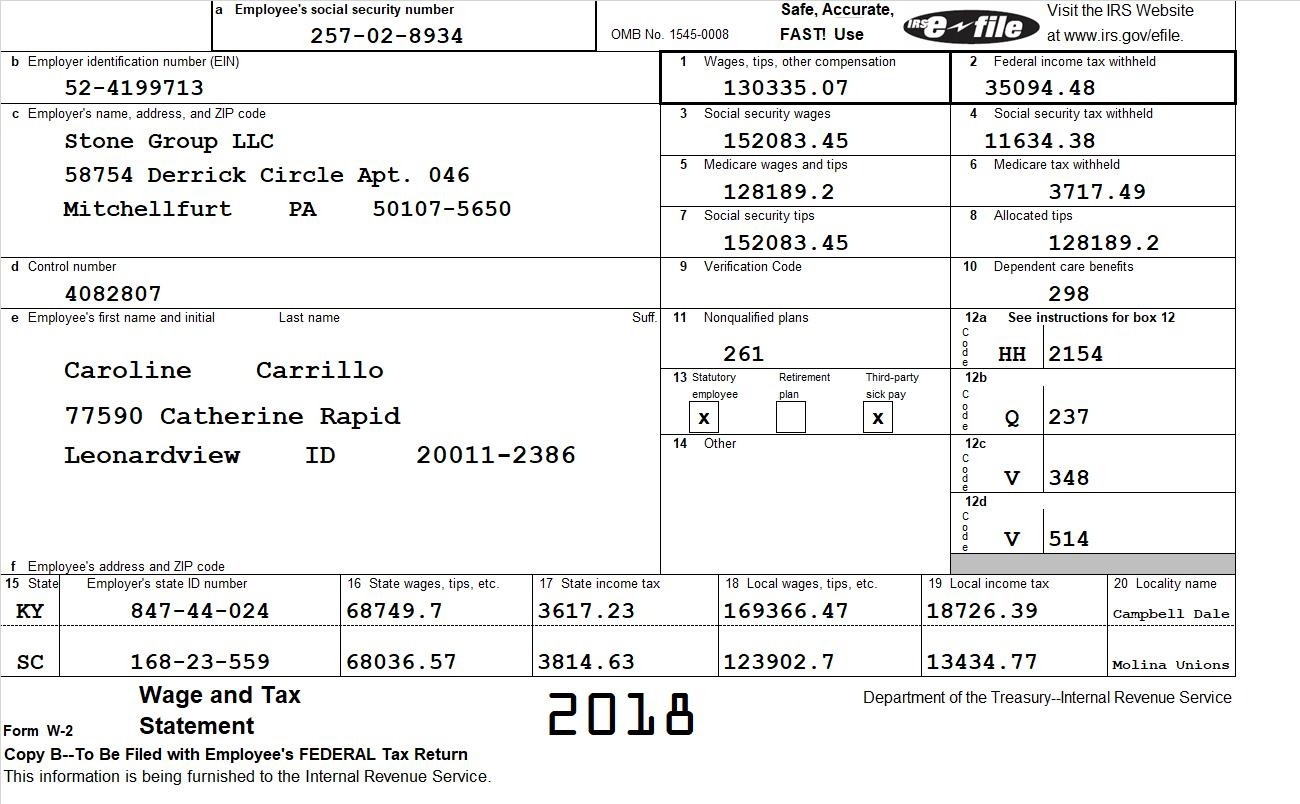 a Employee's social security number
257-02-8934
OMB No. 1545-0008
Safe, Accurate,
FAST! Use
IRS e-file
Visit the IRS Website
at www.irs.gov/efile.
b Employer identification number (EIN)
52-4199713
1 Wages, tips, other compensation
130335.07
2 Federal income tax withheld
35094.48
c Employer's name, address, and ZIP code
Stone Group LLC
58754 Derrick Circle Apt. 046
Mitchellfurt PA 50107-5650
3 Social security wages
152083.45
4 Social security tax withheld
11634.38
5 Medicare wages and tips
128189.2
6 Medicare tax withheld
3717.49
7 Social security tips
152083.45
8 Allocated tips
128189.2
d Control number
4082807
9 Verification Code
10 Dependent care benefits
298
e Employee's first name and initial Last name Suff.
Caroline Carrillo
77590 Catherine Rapid
Leonardview ID 20011-2386
f Employee's address and ZIP code
11 Nonqualified plans
261
12a See instructions for box 12
Code HH 2154
13 Statutory employee Retirement plan Third-party sick pay
x x
12b
Code Q 237
14 Other
12c
Code V 348
12d
Code V 514
15 State Employer's state ID number 16 State wages, tips, etc. 17 State income tax 18 Local wages, tips, etc. 19 Local income tax 20 Locality name
KY 847-44-024 68749.7 3617.23 169366.47 18726.39 Campbell Dale
SC 168-23-559 68036.57 3814.63 123902.7 13434.77 Molina Unions
Form W-2
Wage and Tax
Statement
2018
Department of the Treasury--Internal Revenue Service
Copy B--To Be Filed with Employee's FEDERAL Tax Return
This information is being furnished to the Internal Revenue Service.